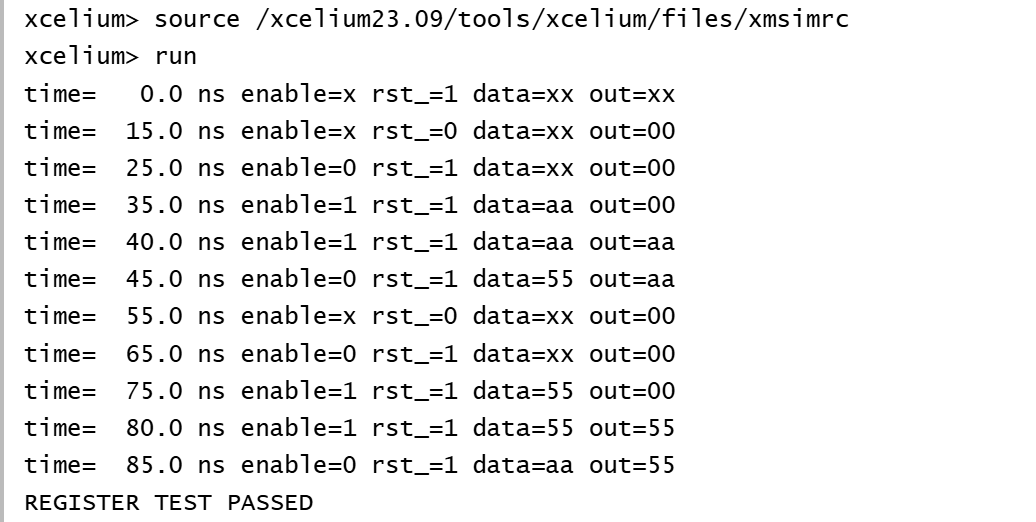 xcelium> source /xcelium23.09/tools/xcelium/files/xmsimrc
xcelium> run
time=   0.0 ns enable=x rst_=1 data=xx out=xx
time=  15.0 ns enable=x rst_=0 data=xx out=00
time=  25.0 ns enable=0 rst_=1 data=xx out=00
time=  35.0 ns enable=1 rst_=1 data=aa out=00
time=  40.0 ns enable=1 rst_=1 data=aa out=aa
time=  45.0 ns enable=0 rst_=1 data=55 out=aa
time=  55.0 ns enable=x rst_=0 data=xx out=00
time=  65.0 ns enable=0 rst_=1 data=xx out=00
time=  75.0 ns enable=1 rst_=1 data=55 out=00
time=  80.0 ns enable=1 rst_=1 data=55 out=55
time=  85.0 ns enable=0 rst_=1 data=aa out=55
REGISTER TEST PASSED